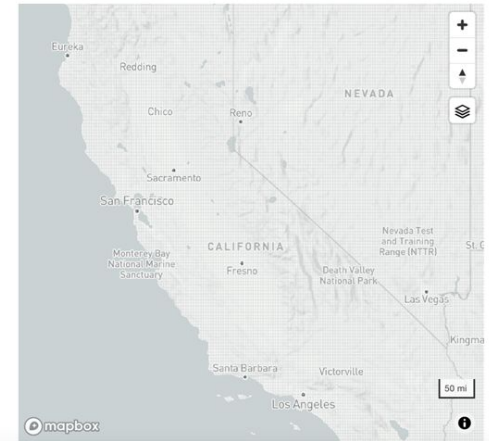 Eureka
Redding
NEVADA
Chico
Reno
Sacramento
San Francisco
Nevada Test
and Training
Range (NTTR)
St. G
CALIFORNIA
Monterey Bay
National Marine
Sanctuary
Fresno
Death Valley
National Park
Las Vegas
Kingma
Santa Barbara
Victorville
50 mi
Los Angeles
mapbox